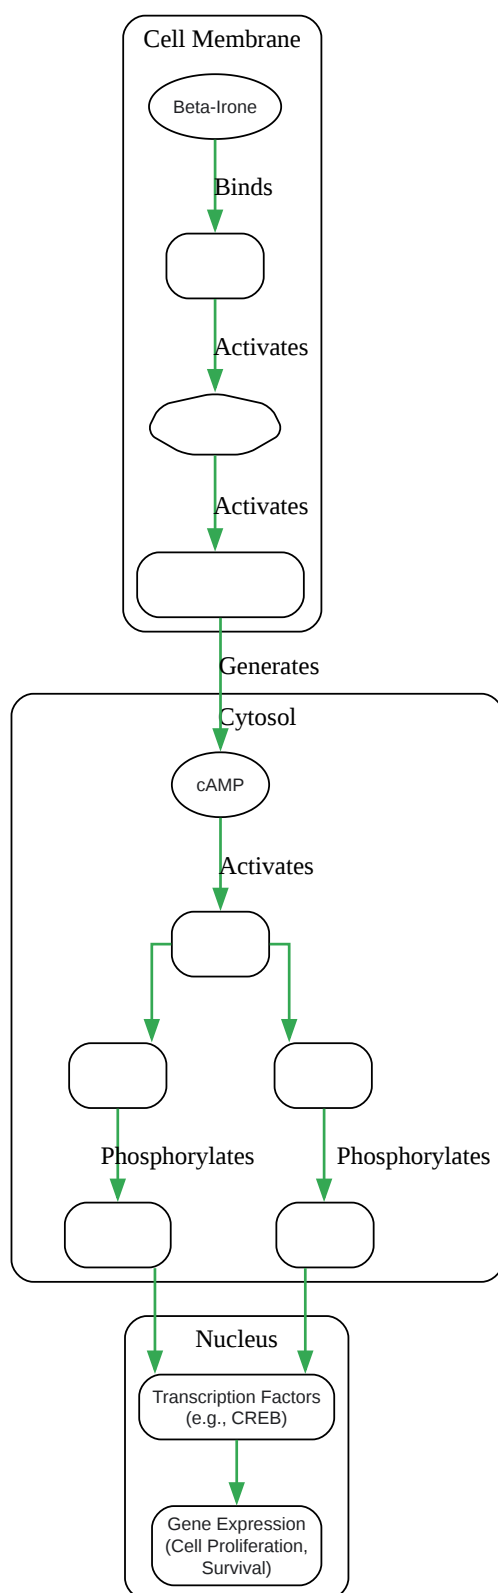 Cell Membrane
Beta-Irone
Binds
Activates
Activates
Generates
Cytosol
cAMP
Activates
Phosphorylates
Phosphorylates
Nucleus
Transcription Factors
(e.g., CREB)
Gene Expression
(Cell Proliferation,
Survival)